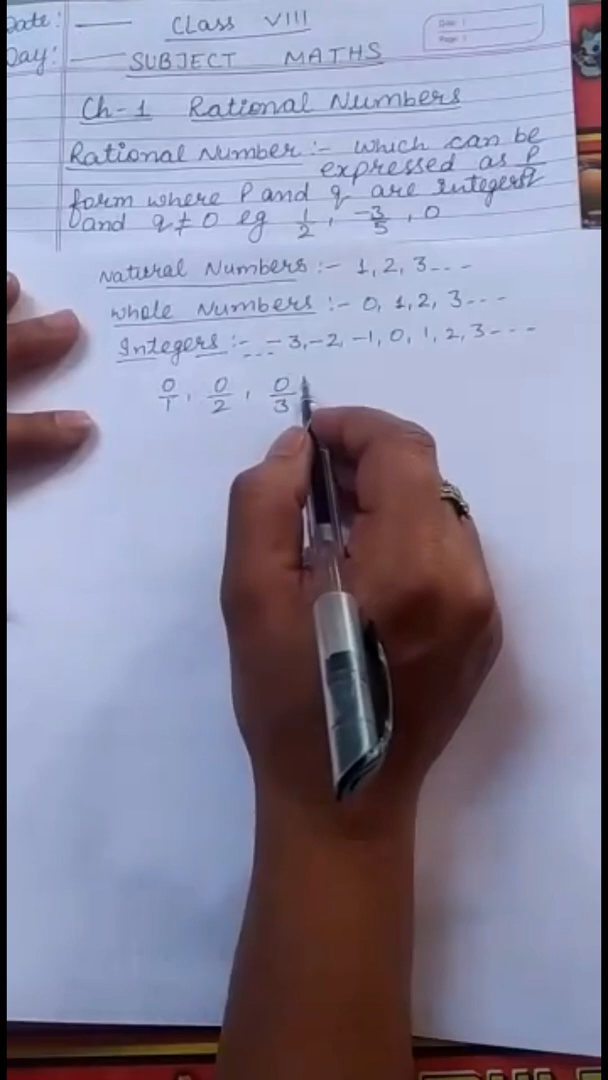 Date: — CLASS VIII
Day: — SUBJECT MATHS
Date :
Page :
Ch-1 Rational Numbers
Rational Number :- which can be
expressed as P/q
form where P and q are Integers
and q ≠ 0 eg 1/2, -3/5, 0
Natural Numbers :- 1, 2, 3---
Whole Numbers :- 0, 1, 2, 3---
Integers :- --- -3, -2, -1, 0, 1, 2, 3---
0/1, 0/2, 0/3